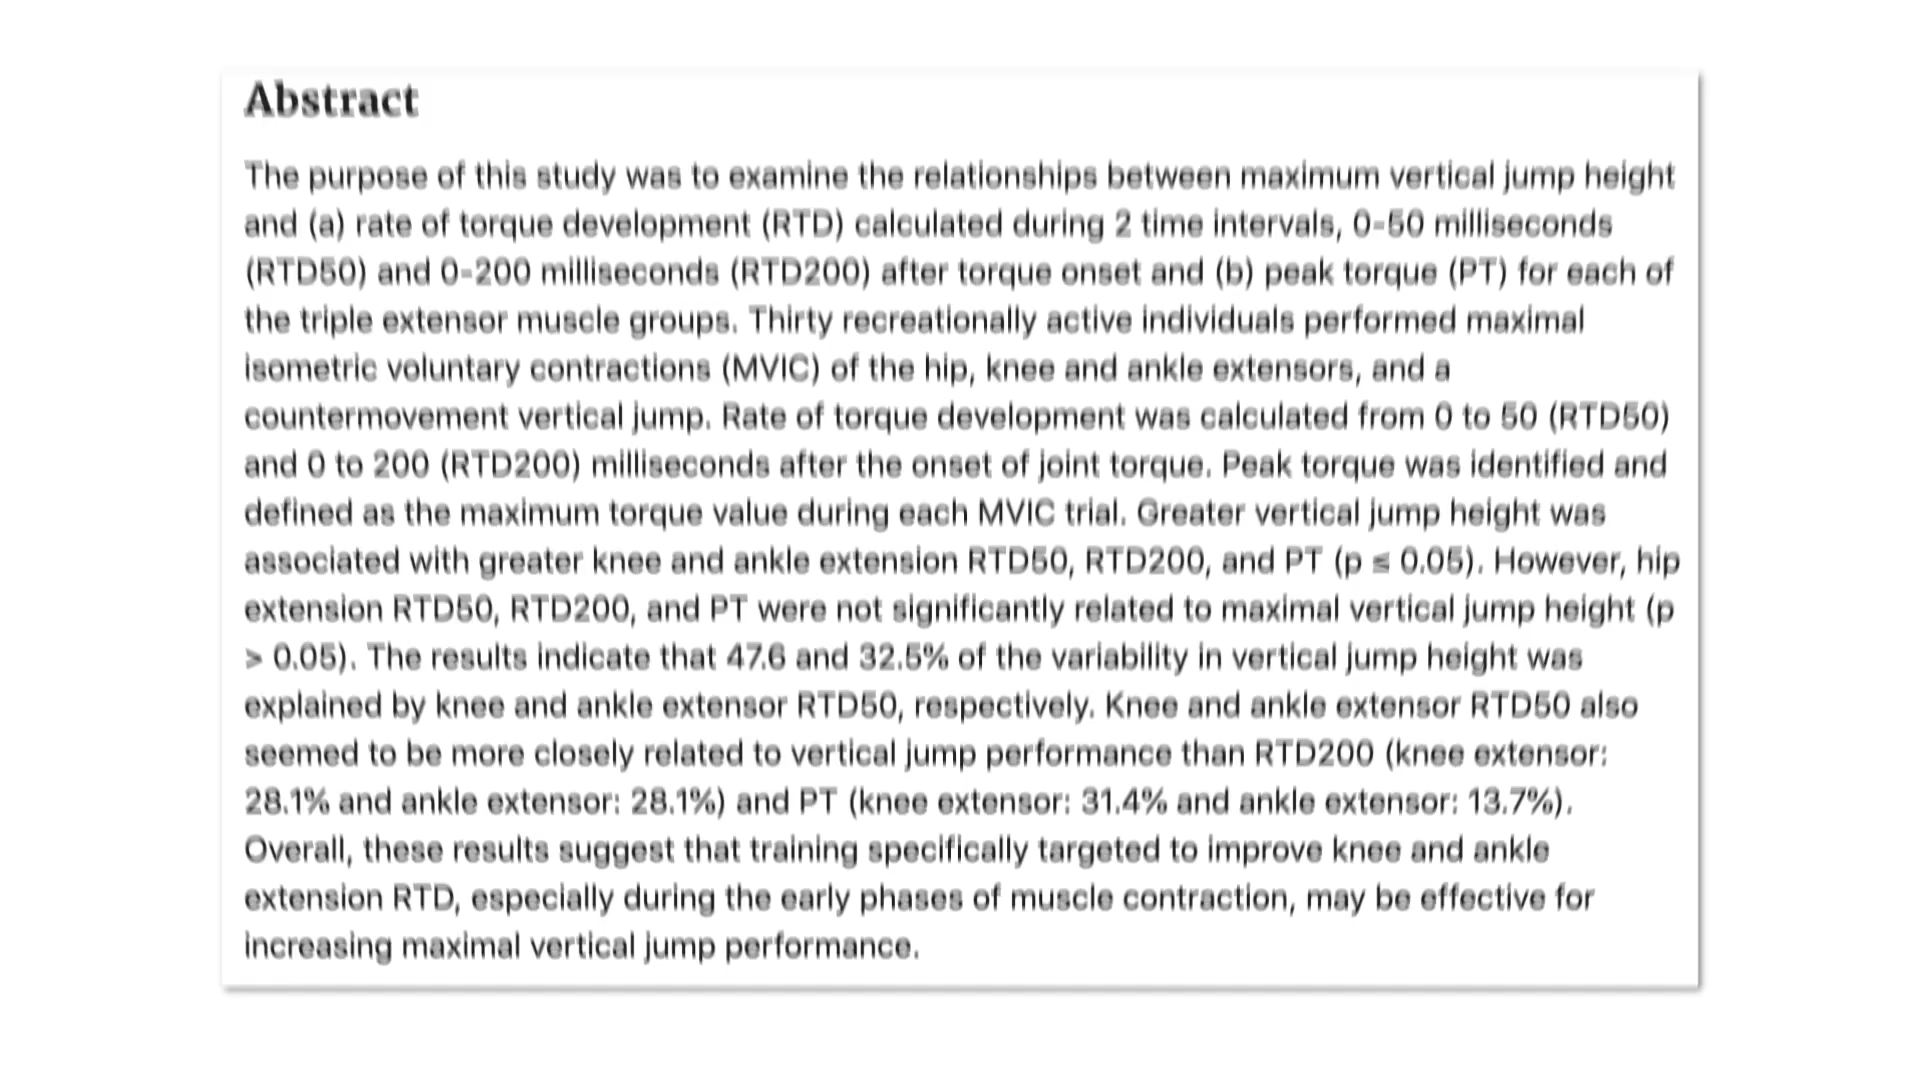 Abstract
The purpose of this study was to examine the relationships between maximum vertical jump height
and (a) rate of torque development (RTD) calculated during 2 time intervals, 0-50 milliseconds
(RTD50) and 0-200 milliseconds (RTD200) after torque onset and (b) peak torque (PT) for each of
the triple extensor muscle groups. Thirty recreationally active individuals performed maximal
isometric voluntary contractions (MVIC) of the hip, knee and ankle extensors, and a
countermovement vertical jump. Rate of torque development was calculated from 0 to 50 (RTD50)
and 0 to 200 (RTD200) milliseconds after the onset of joint torque. Peak torque was identified and
defined as the maximum torque value during each MVIC trial. Greater vertical jump height was
associated with greater knee and ankle extension RTD50, RTD200, and PT (p ≤ 0.05). However, hip
extension RTD50, RTD200, and PT were not significantly related to maximal vertical jump height (p
> 0.05). The results indicate that 47.6 and 32.5% of the variability in vertical jump height was
explained by knee and ankle extensor RTD50, respectively. Knee and ankle extensor RTD50 also
seemed to be more closely related to vertical jump performance than RTD200 (knee extensor:
28.1% and ankle extensor: 28.1%) and PT (knee extensor: 31.4% and ankle extensor: 13.7%).
Overall, these results suggest that training specifically targeted to improve knee and ankle
extension RTD, especially during the early phases of muscle contraction, may be effective for
increasing maximal vertical jump performance.